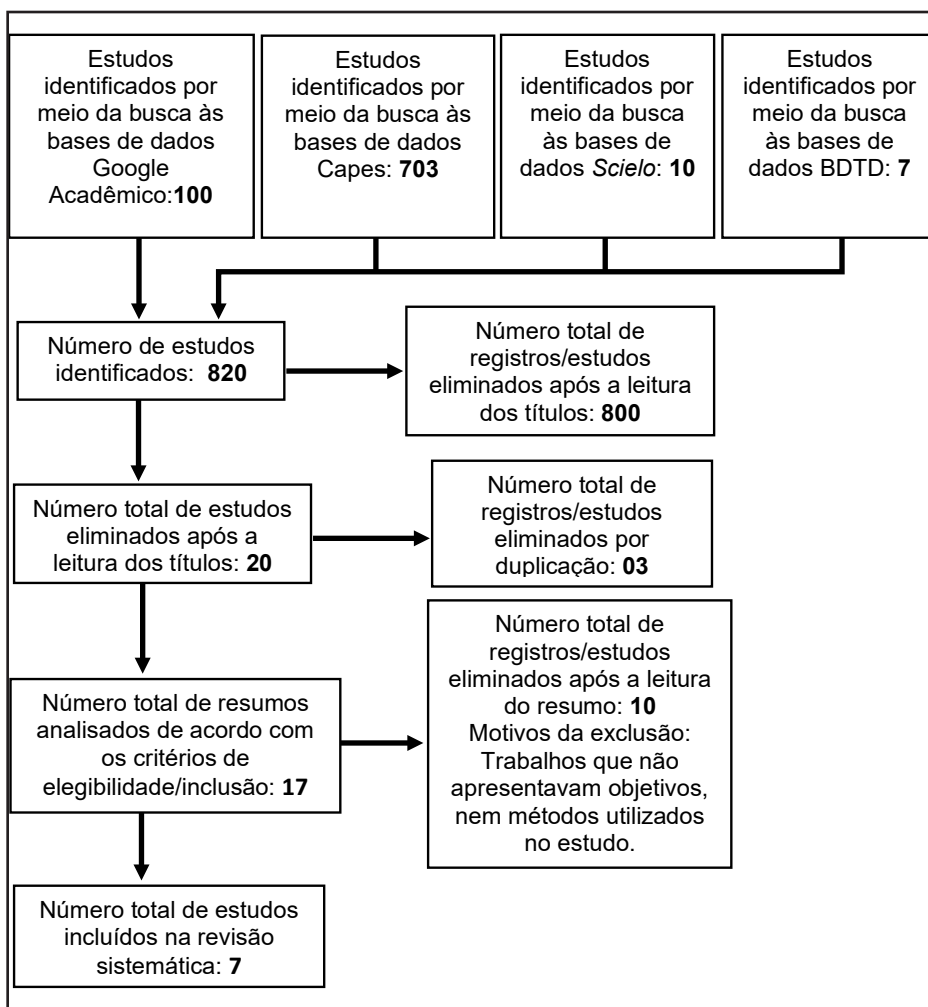 Estudos
identificados por
meio da busca às
bases de dados
Google
Acadêmico:100
Estudos
identificados por
meio da busca às
bases de dados
Capes: 703
Estudos
identificados por
meio da busca
às bases de
dados Scielo: 10
Estudos
identificados por
meio da busca
às bases de
dados BDTD: 7
Número de estudos
identificados: 820
Número total de
registros/estudos
eliminados após a leitura
dos títulos: 800
Número total de estudos
eliminados após a
leitura dos títulos: 20
Número total de
registros/estudos
eliminados por
duplicação: 03
Número total de resumos
analisados de acordo com
os critérios de
elegibilidade/inclusão: 17
Número total de
registros/estudos
eliminados após a leitura
do resumo: 10
Motivos da exclusão:
Trabalhos que não
apresentavam objetivos,
nem métodos utilizados
no estudo.
Número total de estudos
incluídos na revisão
sistemática: 7